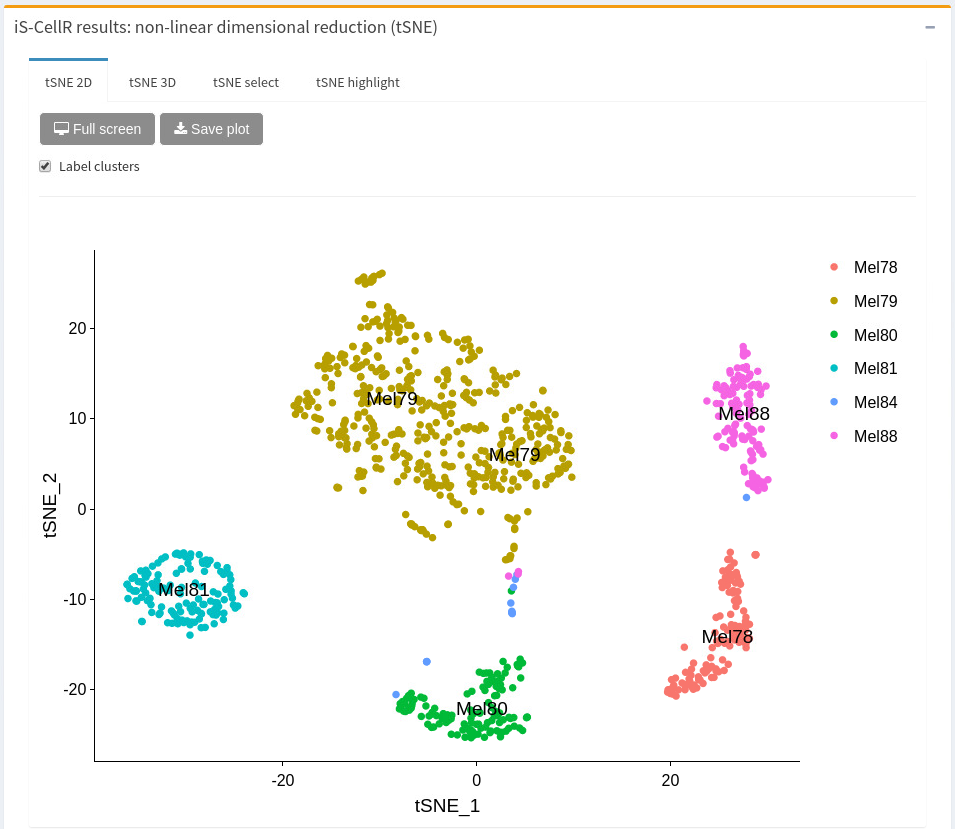 iS-CellR results: non-linear dimensional reduction (tSNE)
tSNE 2D tSNE 3D tSNE select tSNE highlight
Full screen Save plot
Label clusters
Mel78
Mel79
Mel80
Mel81
Mel84
Mel88
20
10
0
-10
-20
tSNE_2
Mel79
Mel88
Mel79
Mel81
Mel78
Mel80
-20 0 20
tSNE_1